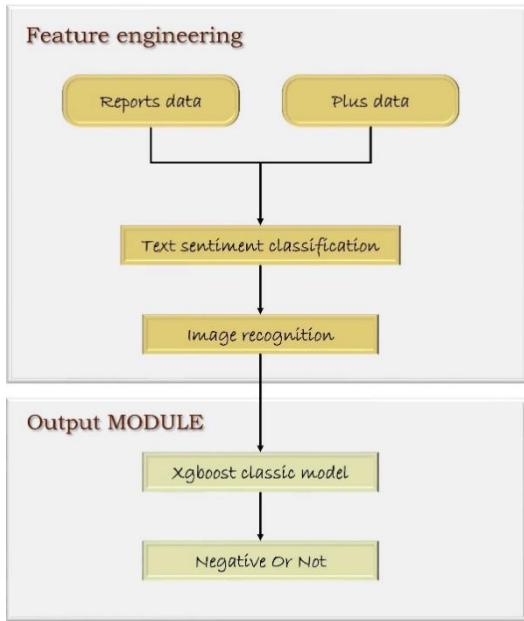 Feature engineering
Reports data
Plus data
Text sentiment classification
Image recognition
Output MODULE
Xgboost classic model
Negative Or Not